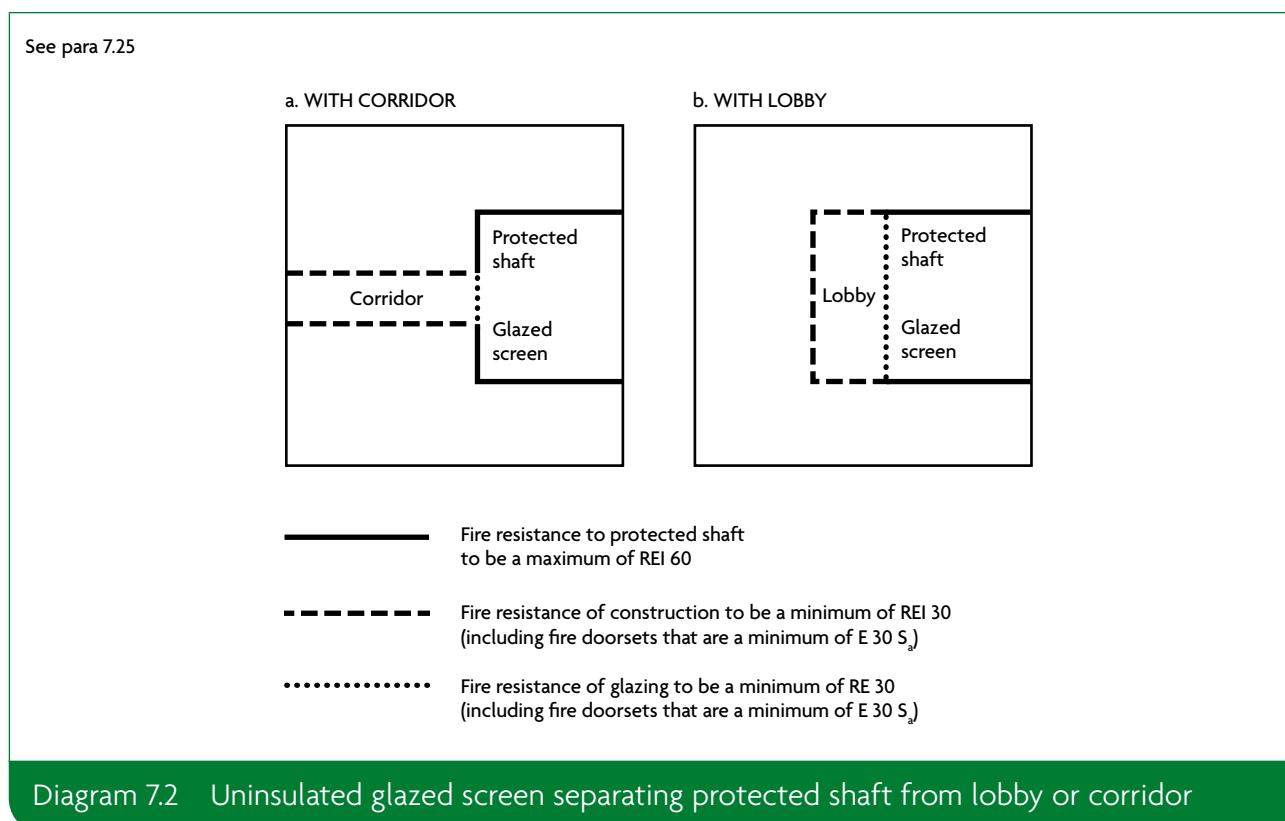 See para 7.25
a. WITH CORRIDOR
b. WITH LOBBY
Protected
shaft
Corridor
Glazed
screen
Protected
shaft
Lobby
Glazed
screen
Fire resistance to protected shaft
to be a maximum of REI 60
Fire resistance of construction to be a minimum of REI 30
(including fire doorsets that are a minimum of E 30 Sₐ)
Fire resistance of glazing to be a minimum of RE 30
(including fire doorsets that are a minimum of E 30 Sₐ)
Diagram 7.2 Uninsulated glazed screen separating protected shaft from lobby or corridor